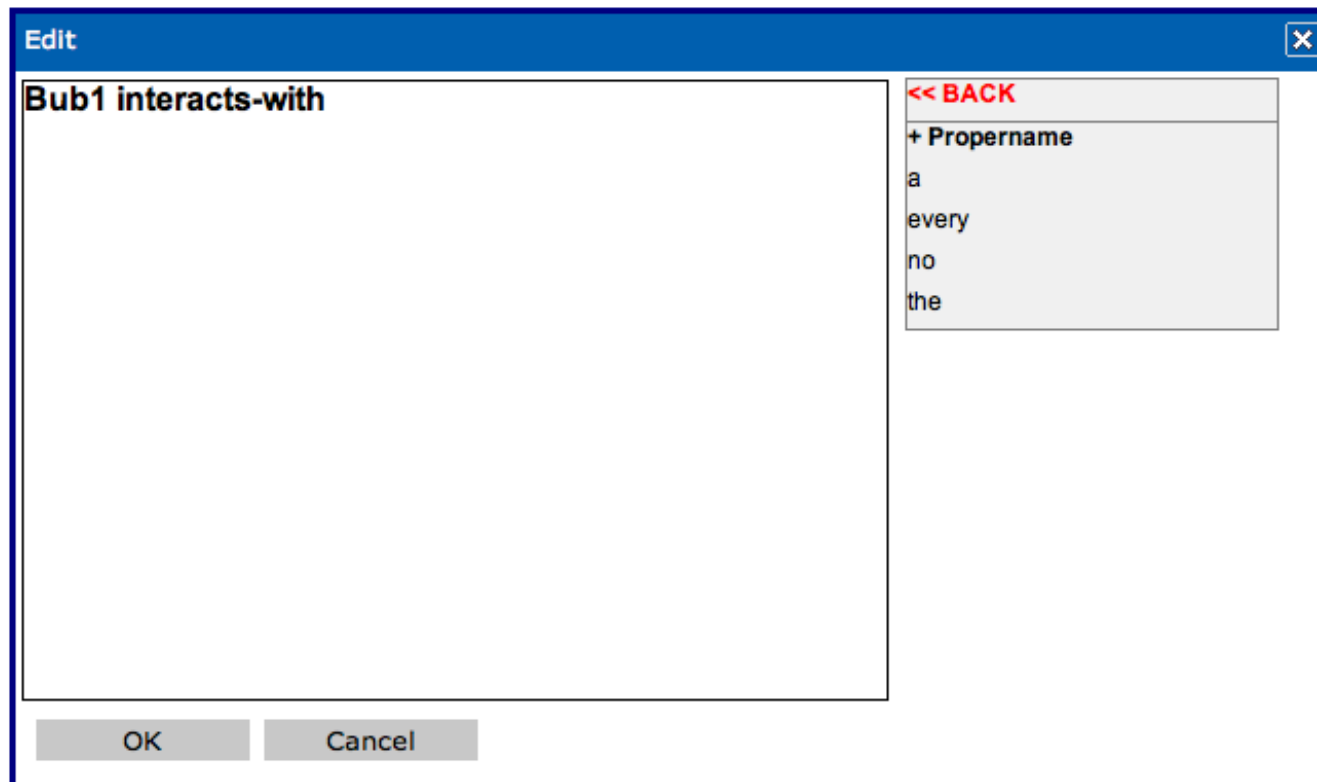 Edit
Bub1 interacts-with
<< BACK
+ Propername
a
every
no
the
OK
Cancel